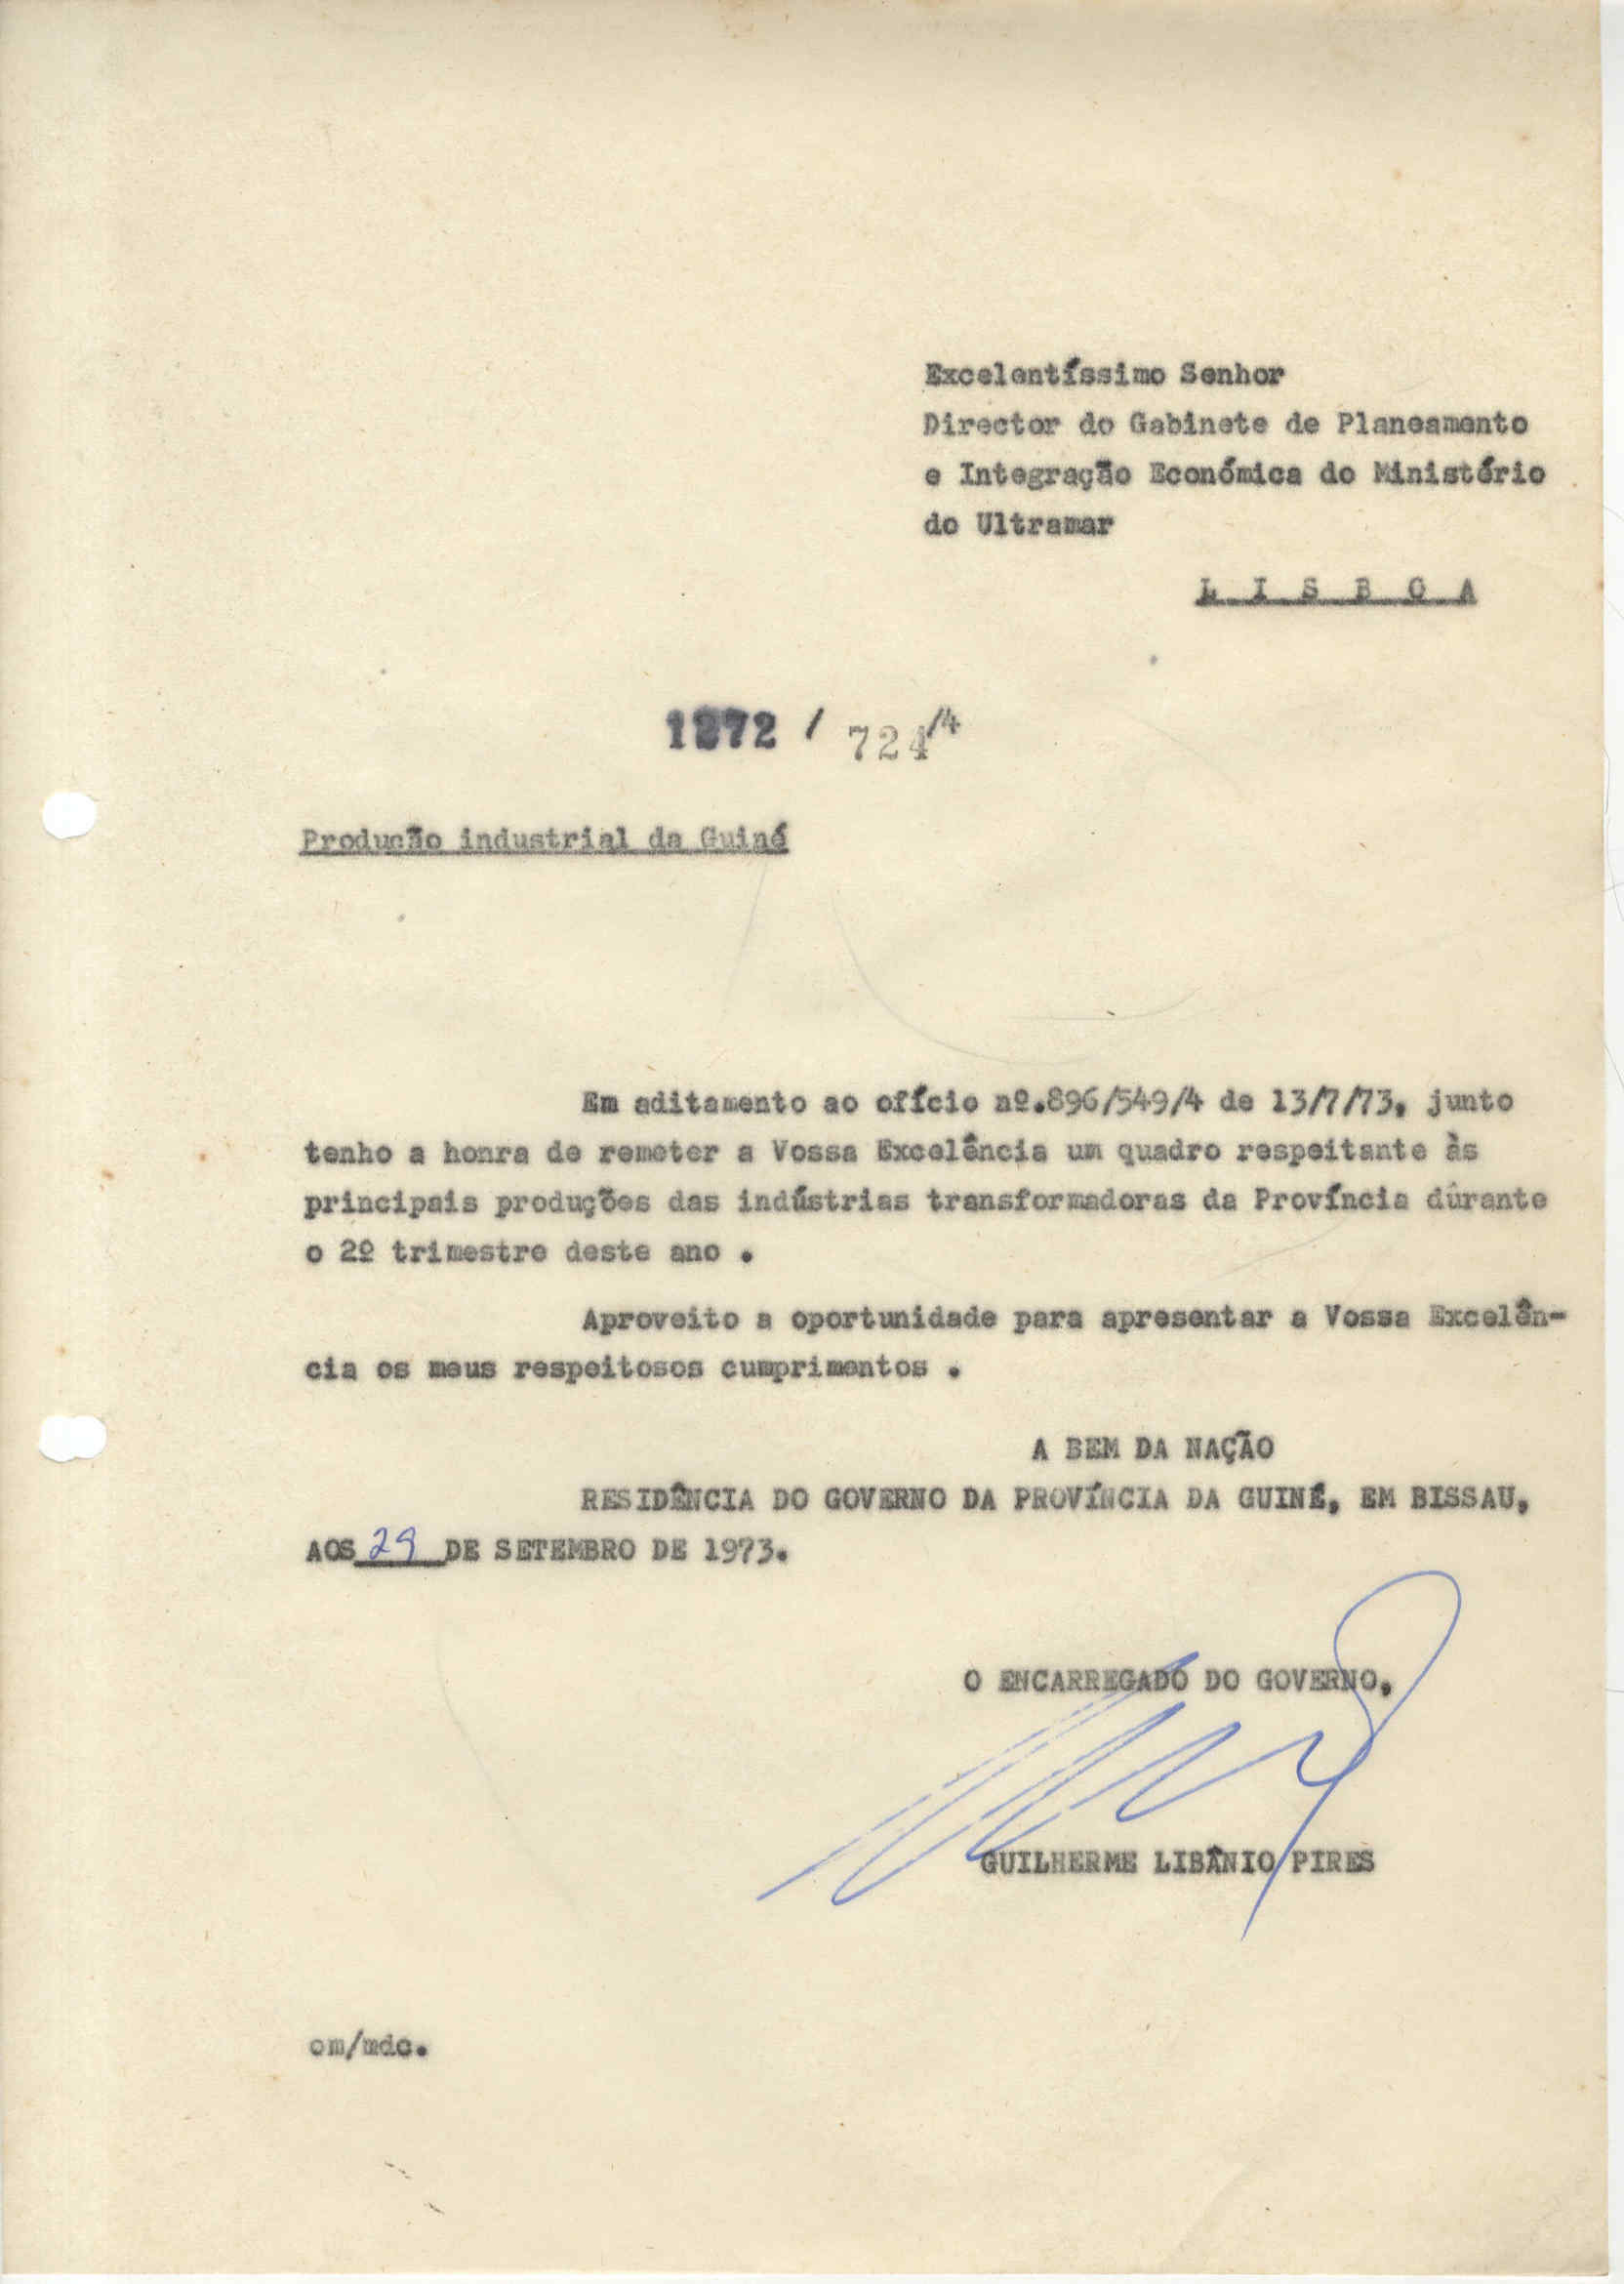 Excelentíssimo Senhor
Director do Gabinete de Planeamento
e Integração Económica do Ministério
do Ultramar
L I S B O A
1272 / 724/4
Produção industrial da Guiné
Em aditamento ao ofício nº.896/549/4 de 13/7/73, junto
tenho a honra de remeter a Vossa Excelência um quadro respeitante às
principais produções das indústrias transformadoras da Província dûrante
o 2º trimestre deste ano .
Aproveito a oportunidade para apresentar a Vossa Excelên-
cia os meus respeitosos cumprimentos .
A BEM DA NAÇÃO
RESIDÊNCIA DO GOVERNO DA PROVÍNCIA DA GUINÉ, EM BISSAU,
AOS 29 DE SETEMBRO DE 1973.
O ENCARREGADO DO GOVERNO,
GUILHERME LIBÂNIO PIRES
om/mdc.